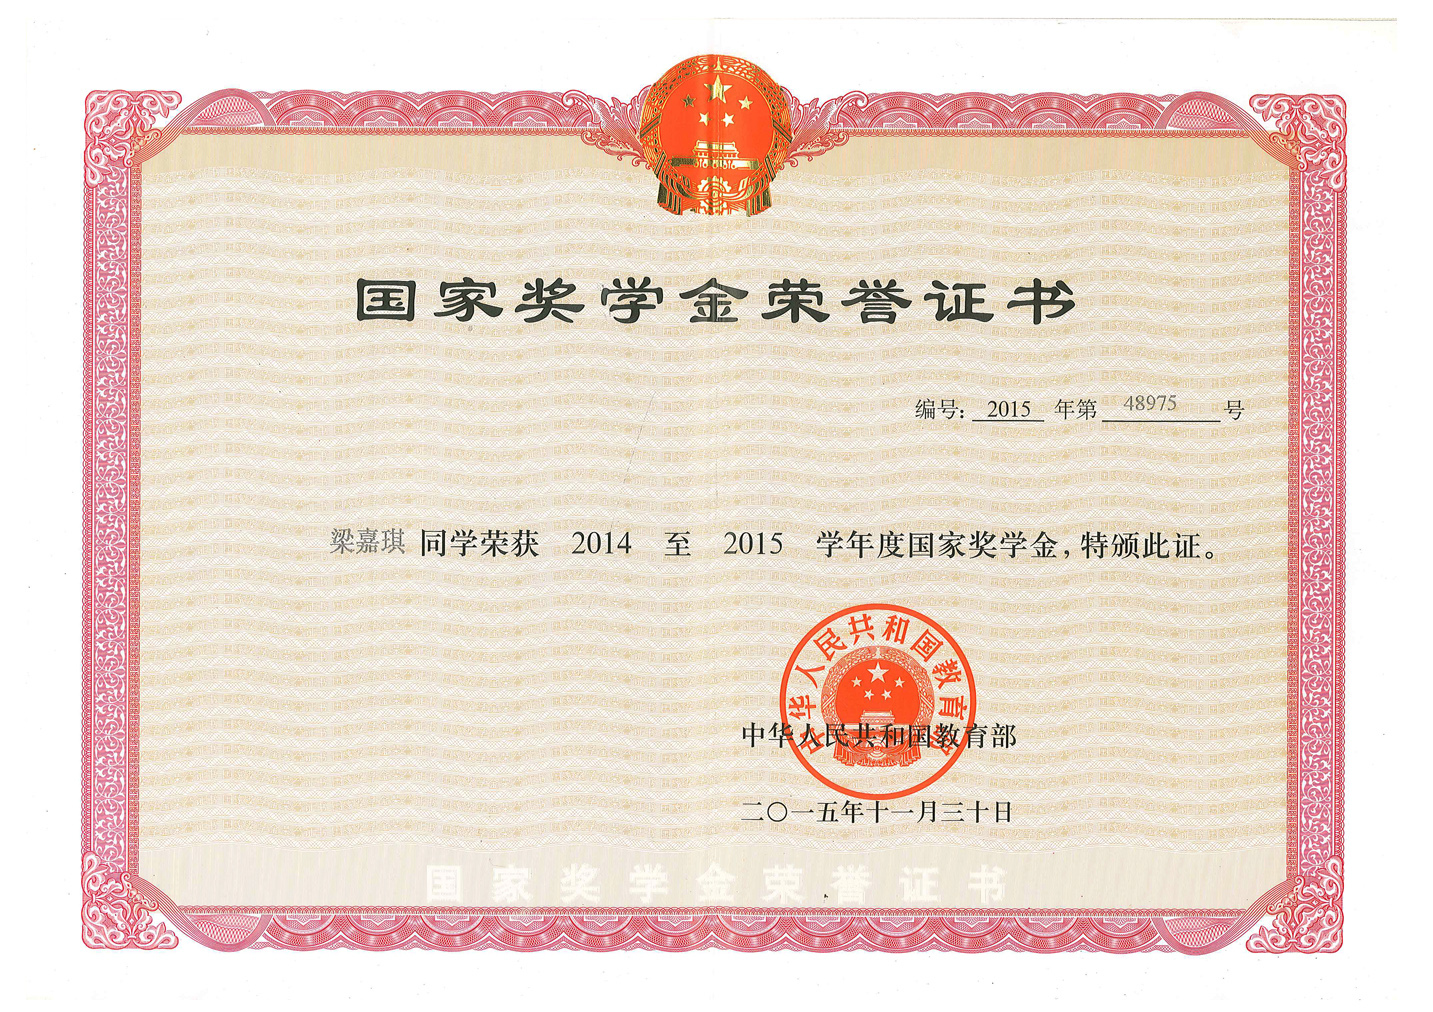 国家奖学金荣誉证书
编号: 2015 年第 48975 号
梁嘉琪 同学荣获 2014 至 2015 学年度国家奖学金，特颁此证。
中华人民共和国教育部
中华人民共和国教育部
二〇一五年十一月三十日
国家奖学金荣誉证书